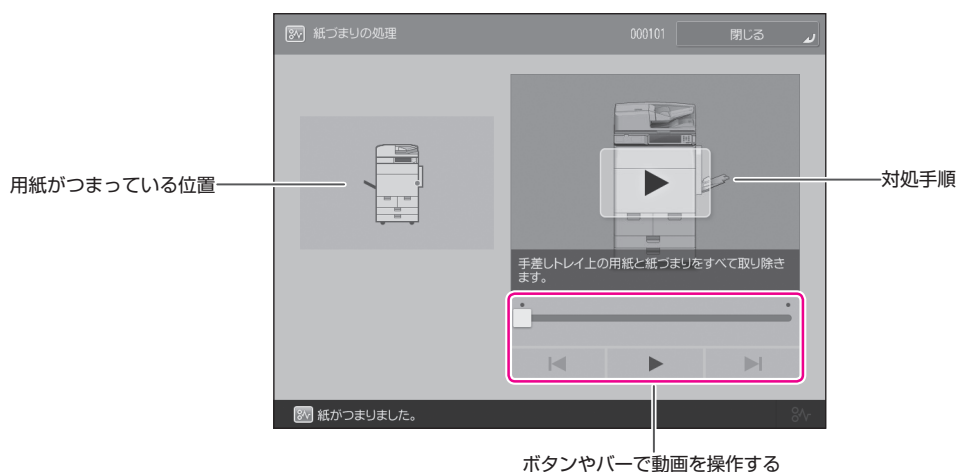 紙づまりの処理
000101
閉じる
用紙がつまっている位置
対処手順
手差しトレイ上の用紙と紙づまりをすべて取り除き
ます。
紙がつまりました。
ボタンやバーで動画を操作する